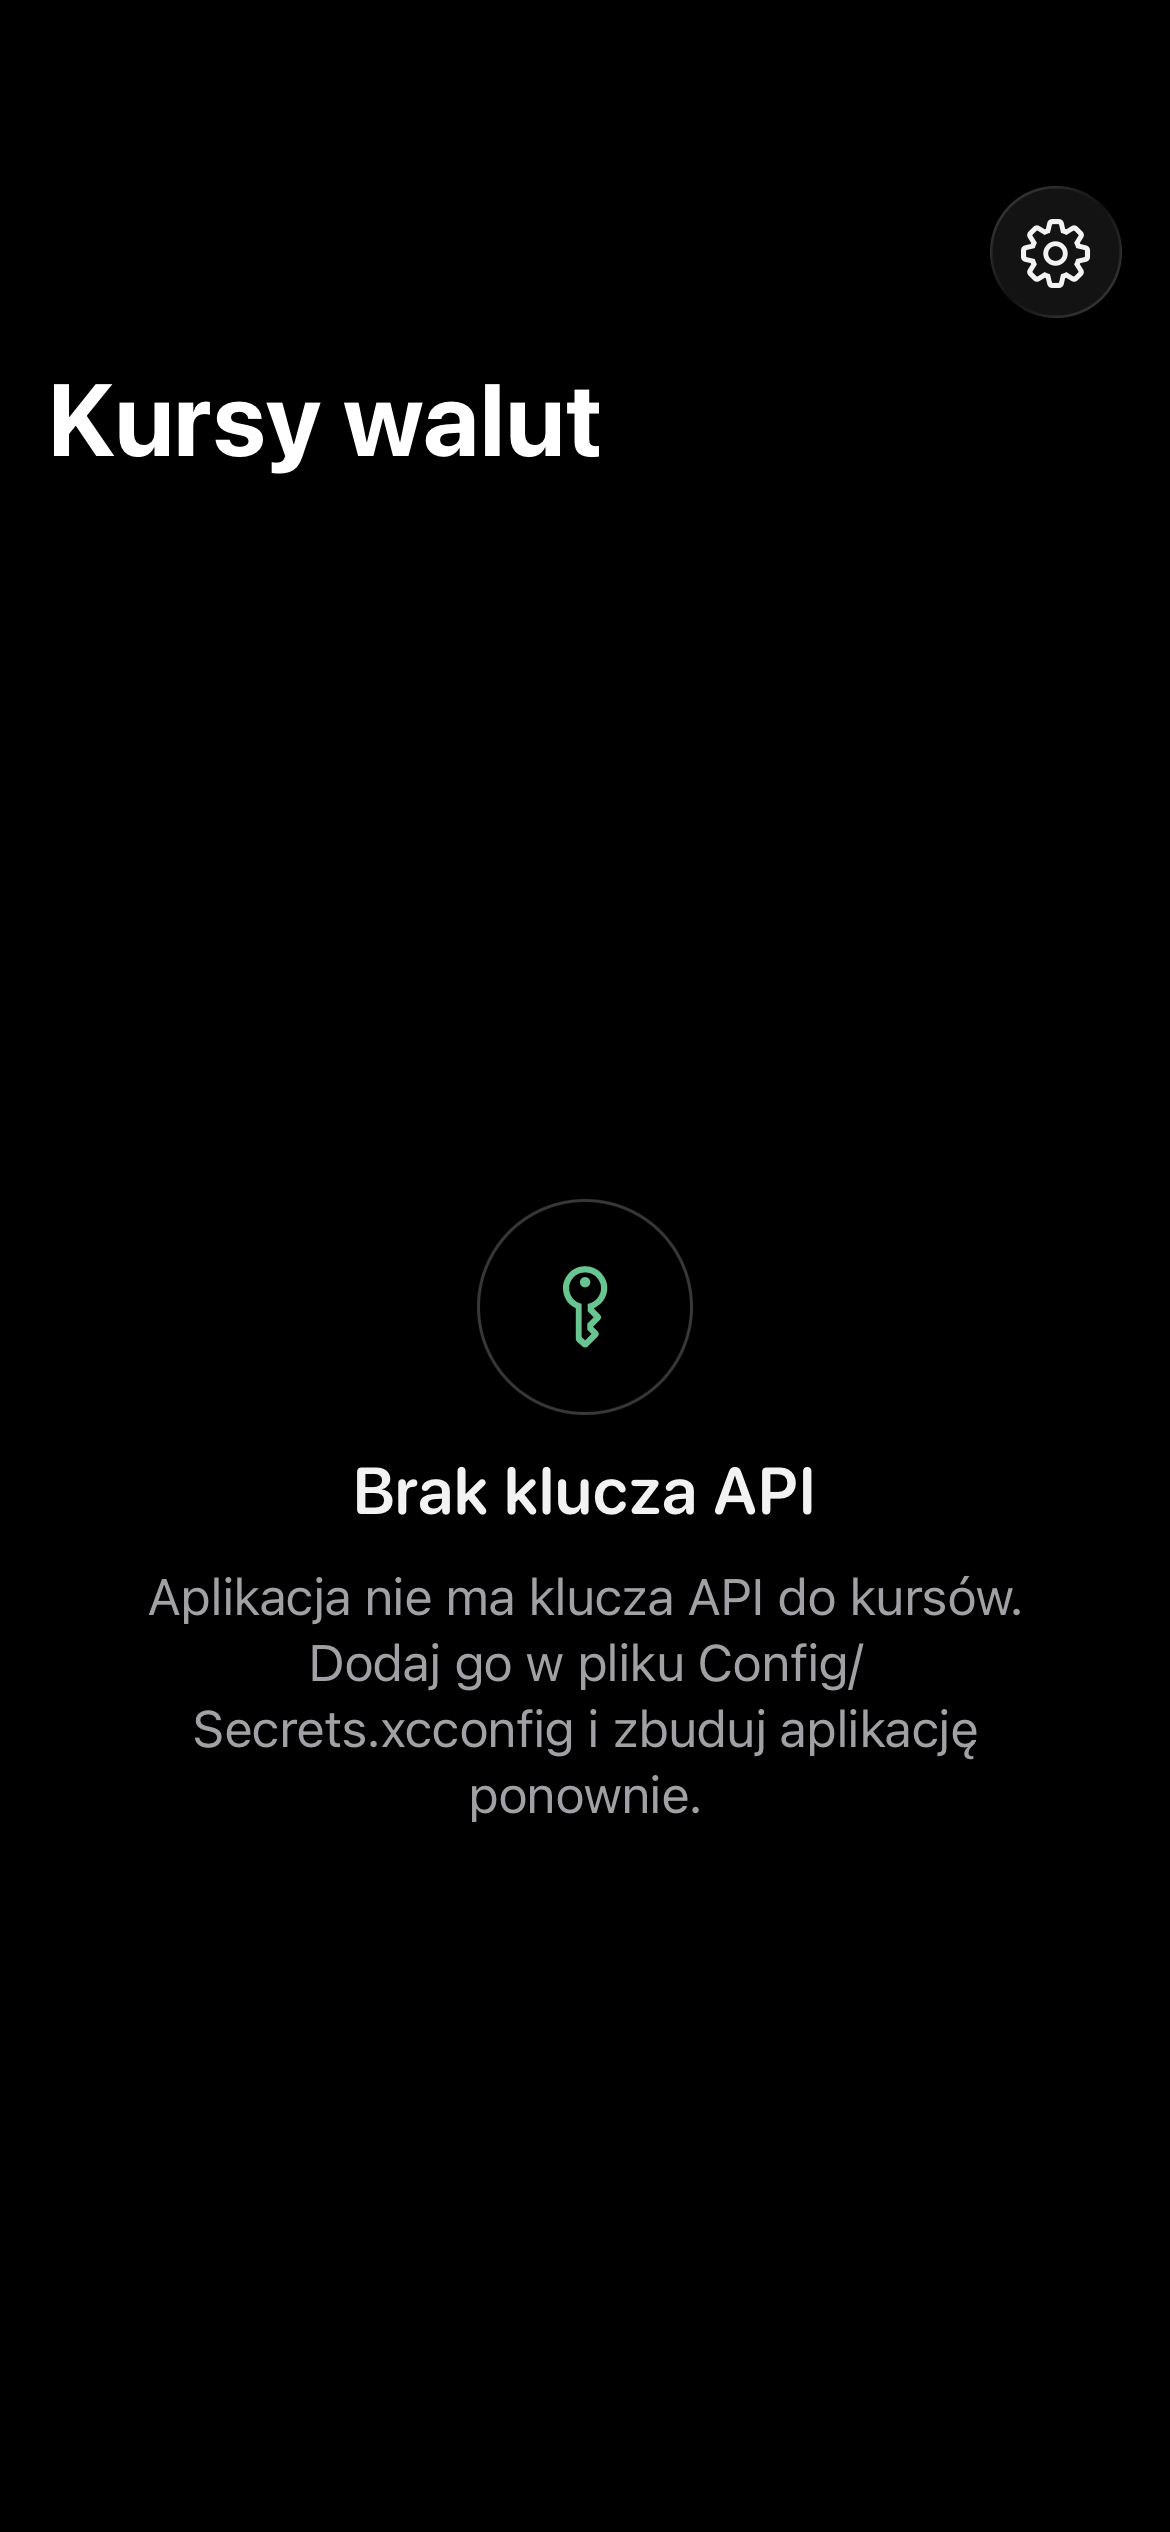 Kursy walut
Brak klucza API
Aplikacja nie ma klucza API do kursów.
Dodaj go w pliku Config/
Secrets.xcconfig i zbuduj aplikację
ponownie.